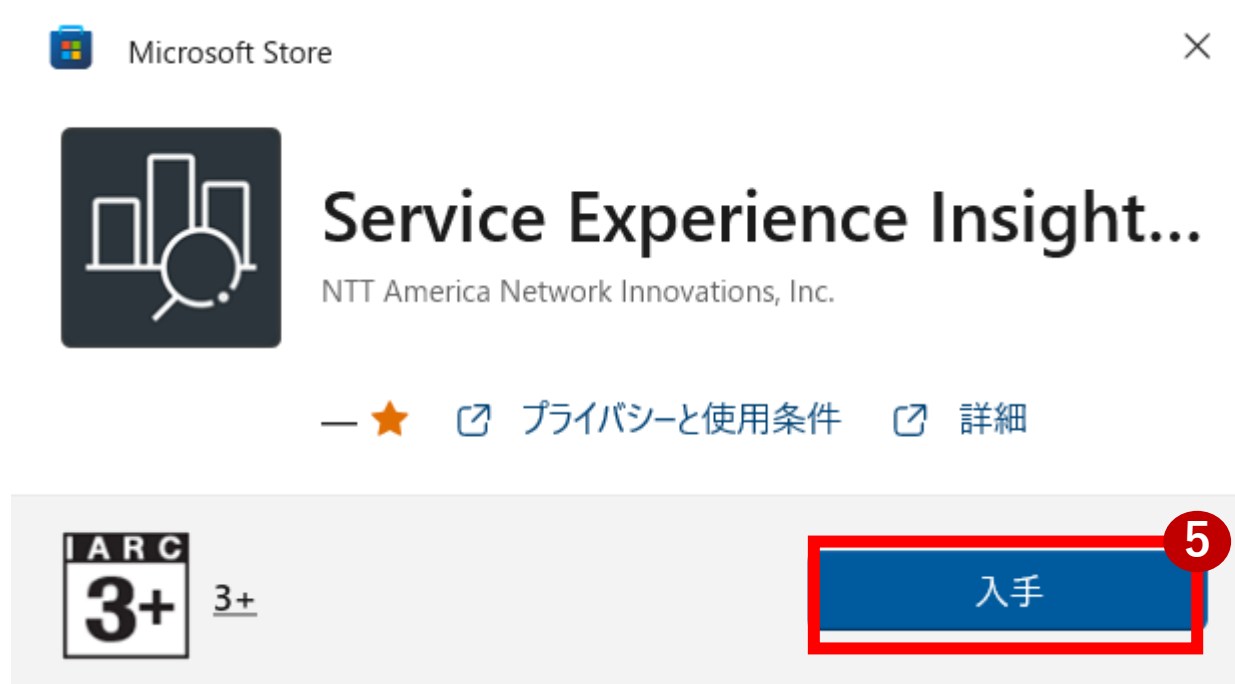 Microsoft Store
Service Experience Insight...
NTT America Network Innovations, Inc.
— プライバシーと使用条件 詳細
IARC
3+
3+
5
入手